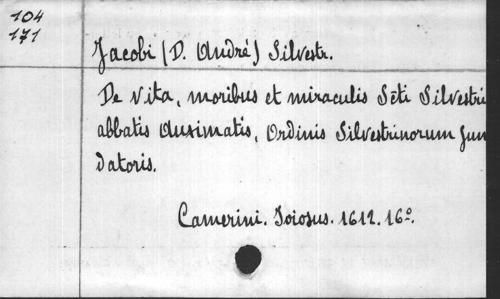 104
171
Jacobi (D. André) Silvestr.
De vita, moribus et miraculis Scti Silvestri
abbatis Auximatis, Ordinis Silvestrinorum fun
datoris.
Camerini. Joiosus. 1612. 16º.